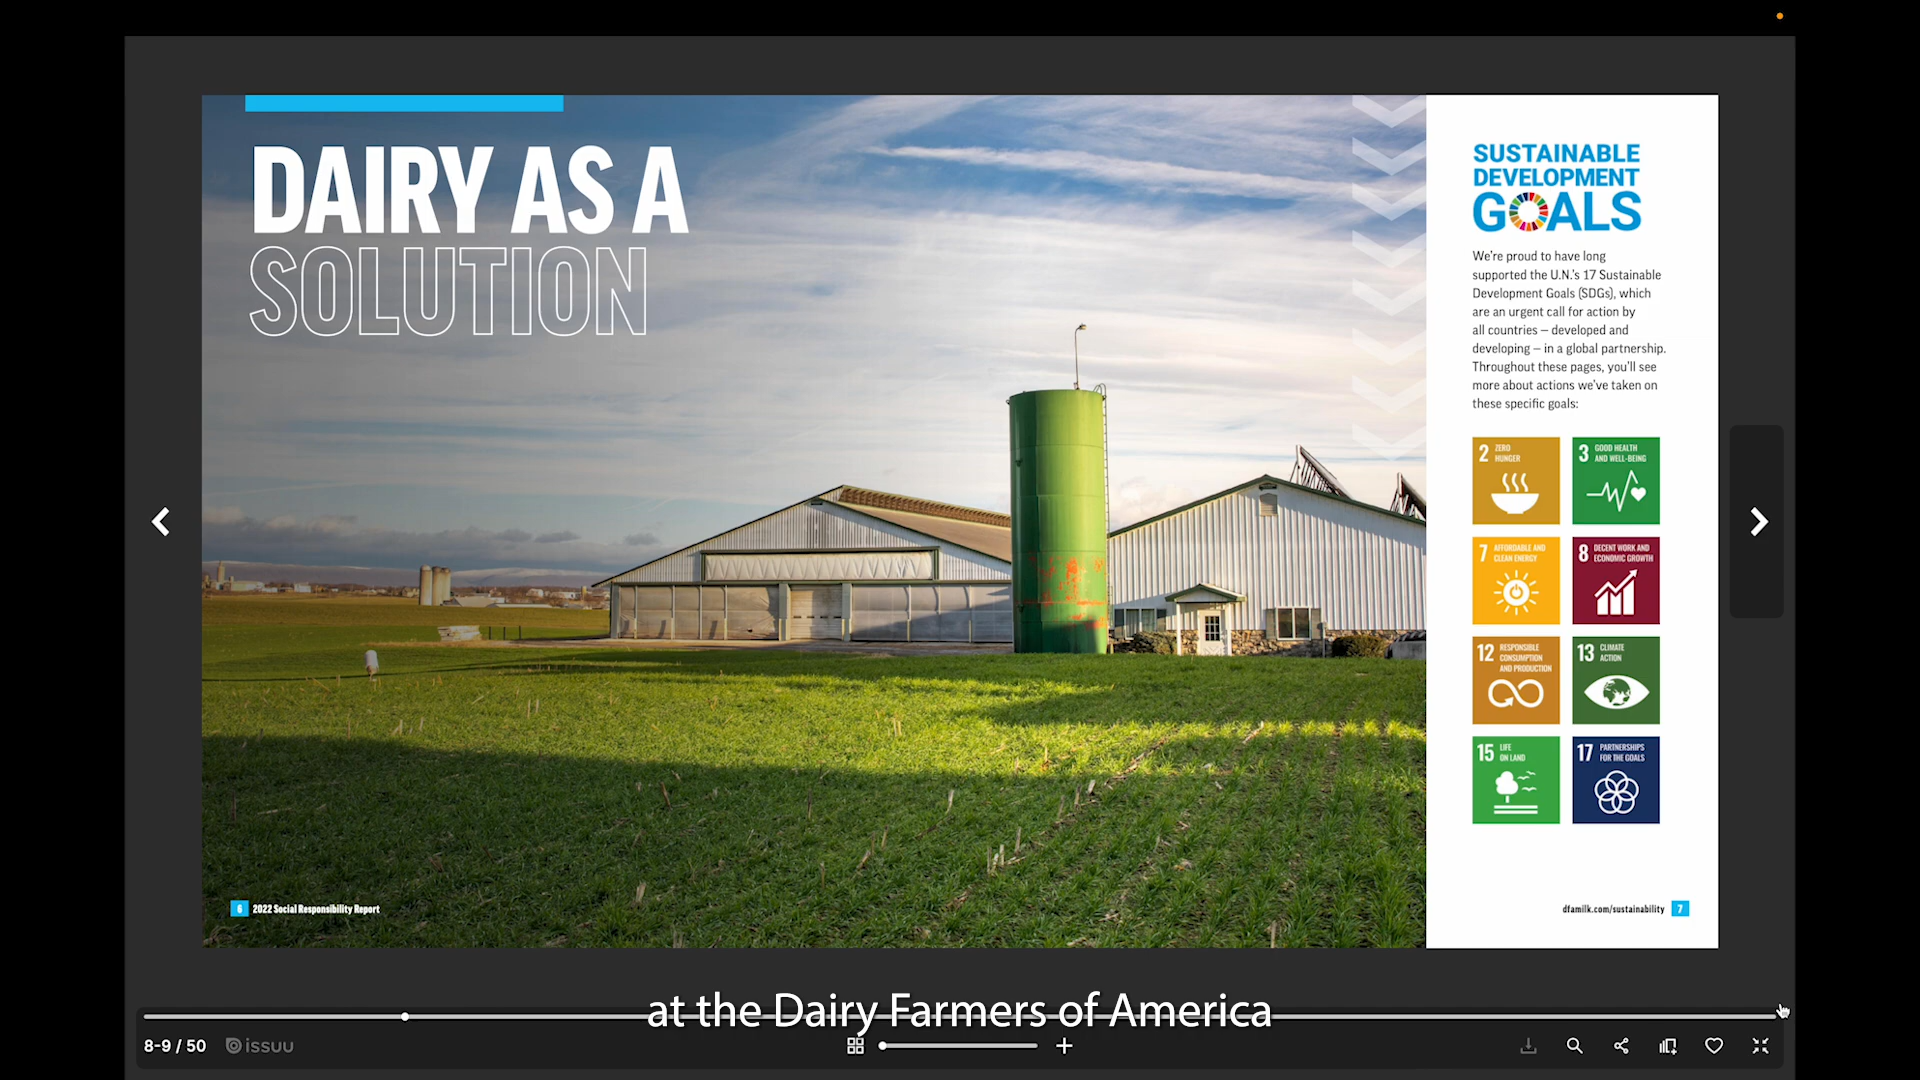 DAIRY AS A
SOLUTION
SUSTAINABLE
DEVELOPMENT
GOALS
We're proud to have long
supported the U.N.'s 17 Sustainable
Development Goals (SDGs), which
are an urgent call for action by
all countries – developed and
developing – in a global partnership.
Throughout these pages, you'll see
more about actions we've taken on
these specific goals:
2 ZERO
HUNGER
3 GOOD HEALTH
AND WELL-BEING
7 AFFORDABLE AND
CLEAN ENERGY
8 DECENT WORK AND
ECONOMIC GROWTH
12 RESPONSIBLE
CONSUMPTION
AND PRODUCTION
13 CLIMATE
ACTION
15 LIFE
ON LAND
17 PARTNERSHIPS
FOR THE GOALS
6 2022 Social Responsibility Report
dfamilk.com/sustainability 7
at the Dairy Farmers of America
8-9 / 50 issuu